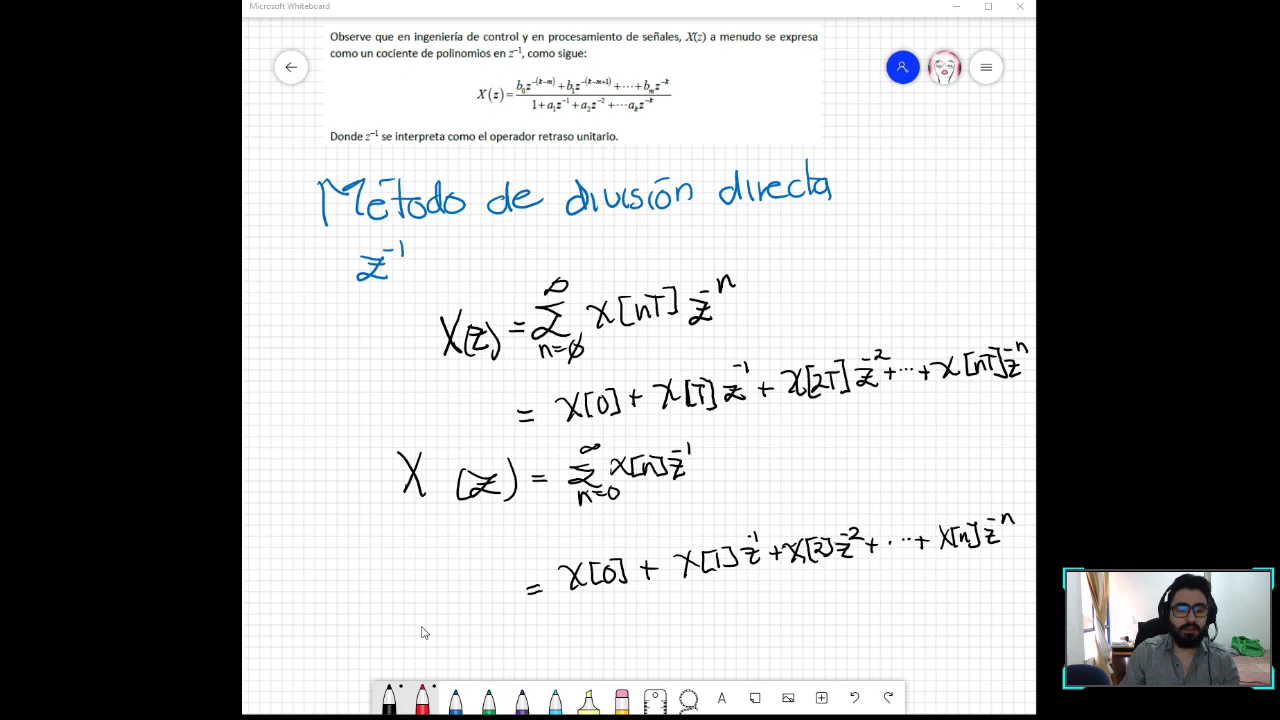 Microsoft Whiteboard
Observe que en ingeniería de control y en procesamiento de señales, X(z) a menudo se expresa
como un cociente de polinomios en z⁻¹, como sigue:
X(z) = (b₀z^{-(k-m)} + b₁z^{-(k-m+1)} + ⋯ + bₘz^{-k}) / (1 + a₁z⁻¹ + a₂z⁻² + ⋯ aₖz^{-k})
Donde z⁻¹ se interpreta como el operador retraso unitario.
Método de división directa
z⁻¹
X(z) = ∑_{n=0}^{∞} x[nT] z^{-n}
= x[0] + x[T] z⁻¹ + x[2T] z⁻² + ⋯ + x[nT] z^{-n}
X (z) = ∑_{n=0}^{∞} x[n] z⁻¹
= x[0] + x[1] z⁻¹ + x[2] z⁻² + ⋯ + x[n] z^{-n}
A